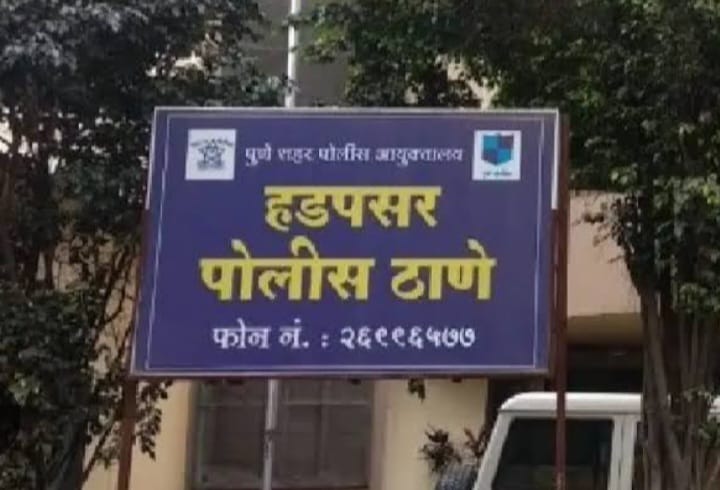 पुणे शहर पोलीस आयुक्तालय
हडपसर
पोलीस ठाणे
फोन नं. : २६९९६५७७